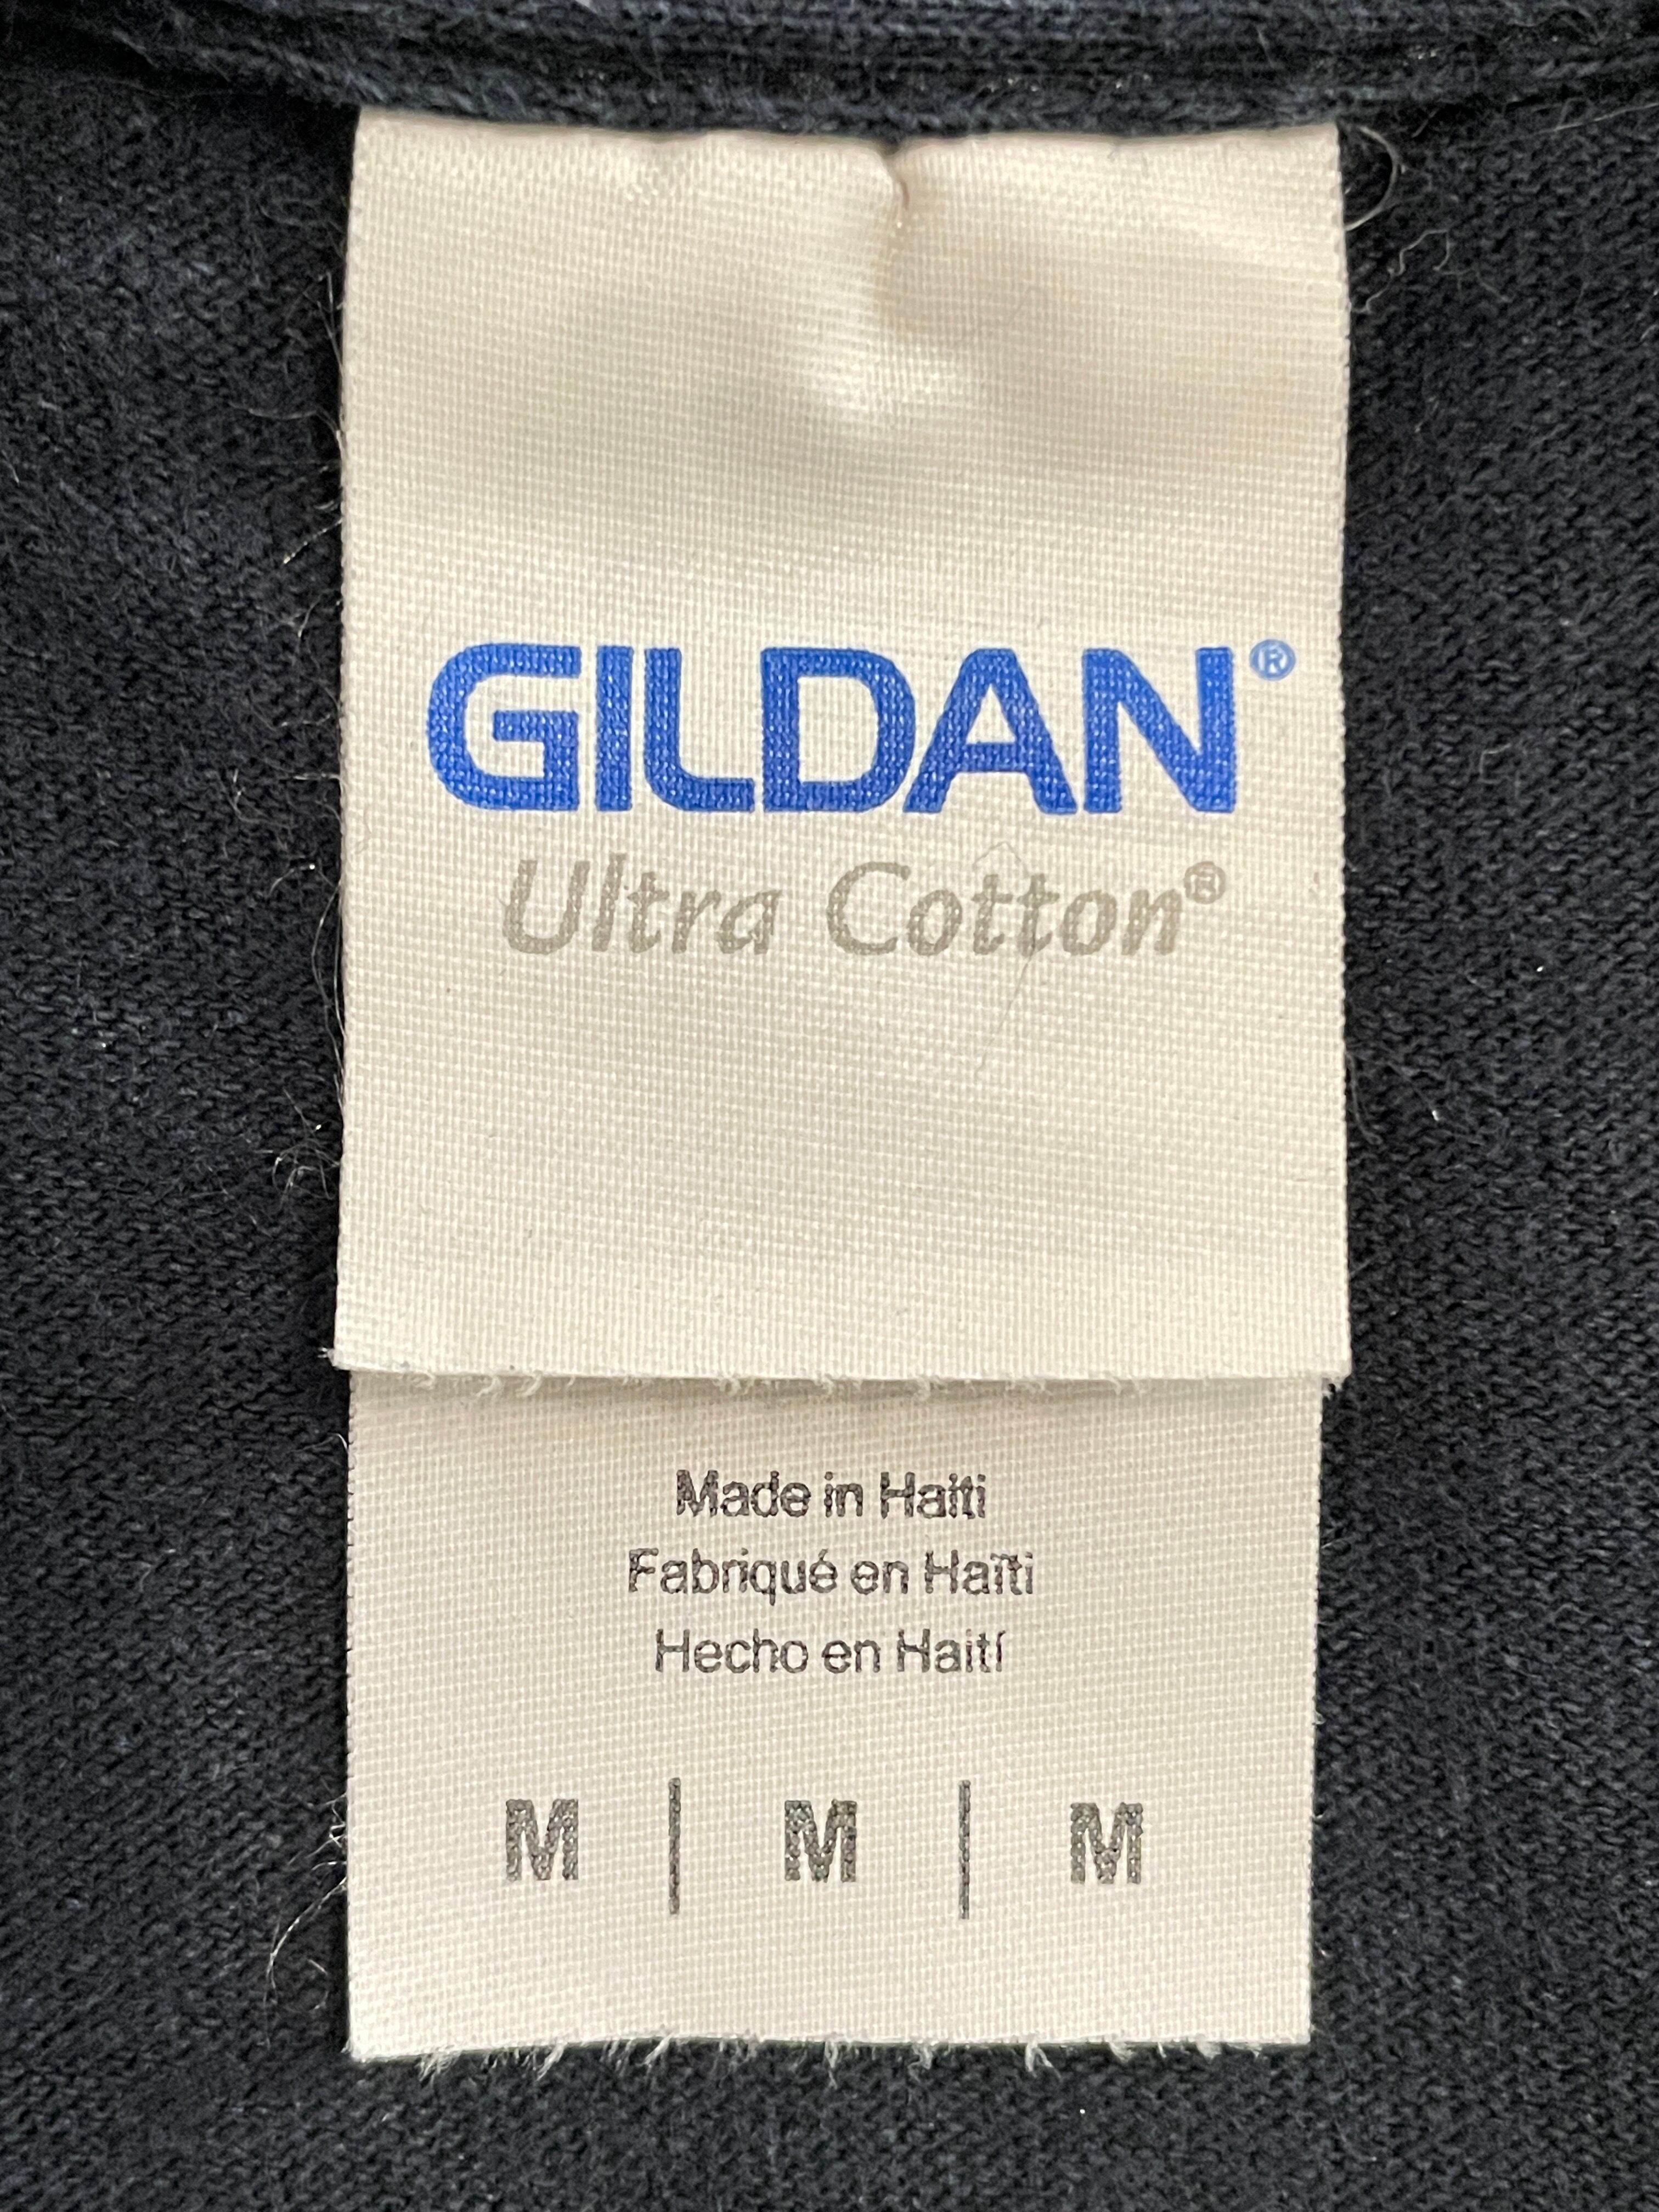 GILDAN®
Ultra Cotton®
Made in Haiti
Fabriqué en Haïti
Hecho en Haití
M | M | M